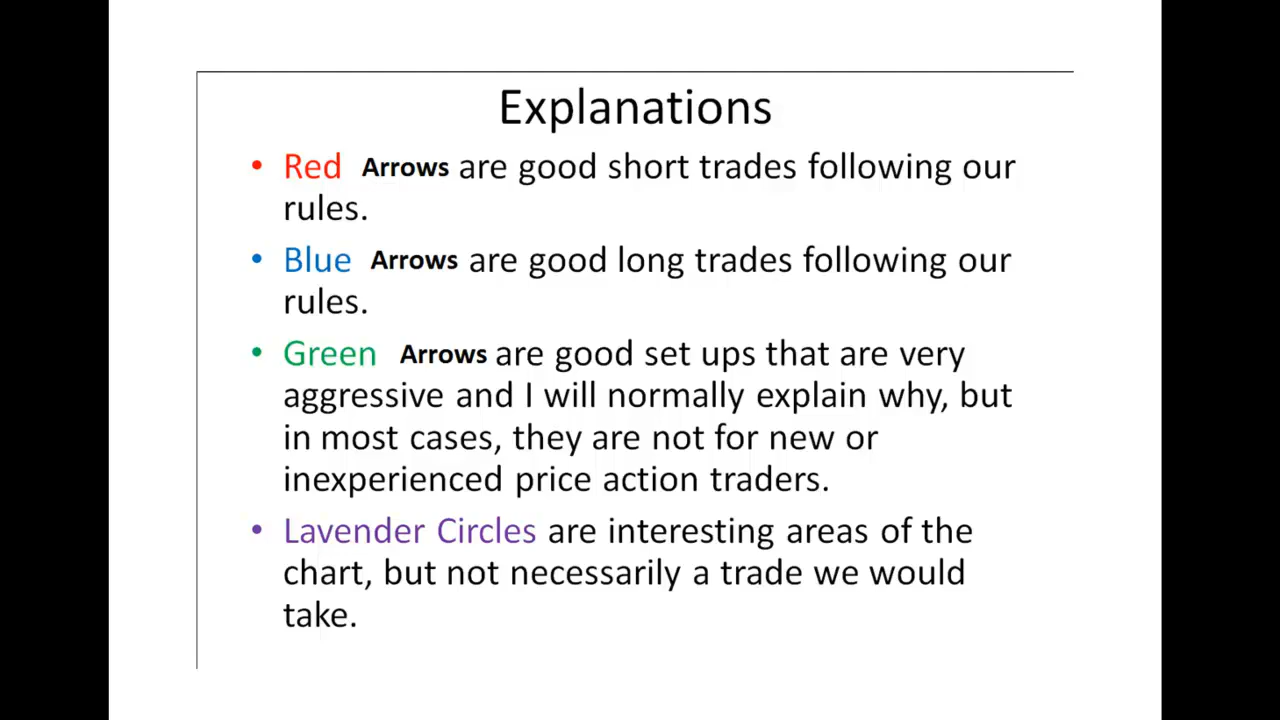 Explanations
• Red Arrows are good short trades following our
rules.
• Blue Arrows are good long trades following our
rules.
• Green Arrows are good set ups that are very
aggressive and I will normally explain why, but
in most cases, they are not for new or
inexperienced price action traders.
• Lavender Circles are interesting areas of the
chart, but not necessarily a trade we would
take.